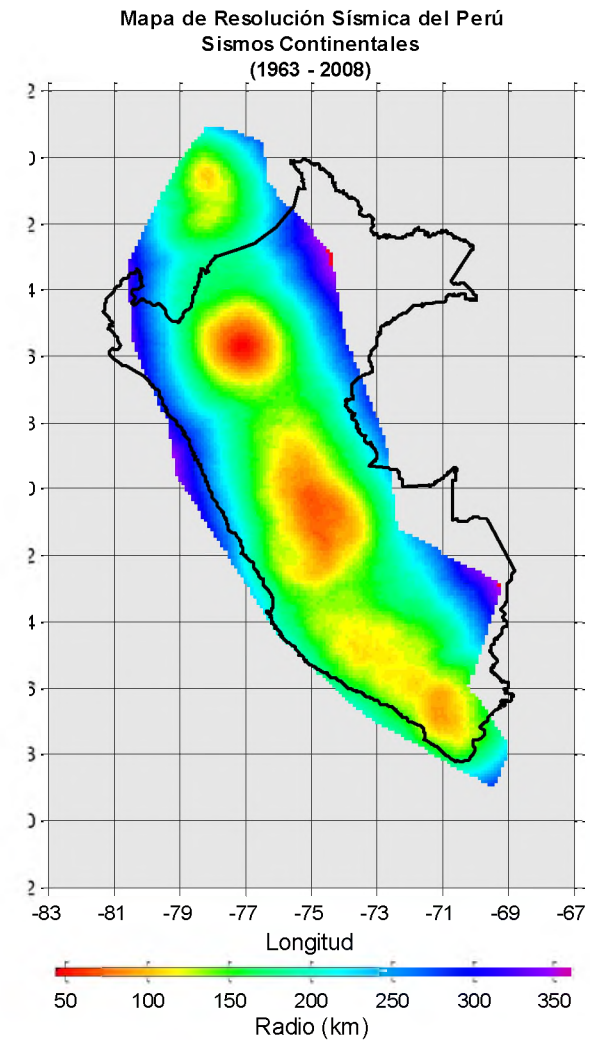 Mapa de Resolución Sísmica del Perú
Sismos Continentales
(1963 - 2008)
-83 -81 -79 -77 -75 -73 -71 -69 -67
Longitud
50 100 150 200 250 300 350
Radio (km)